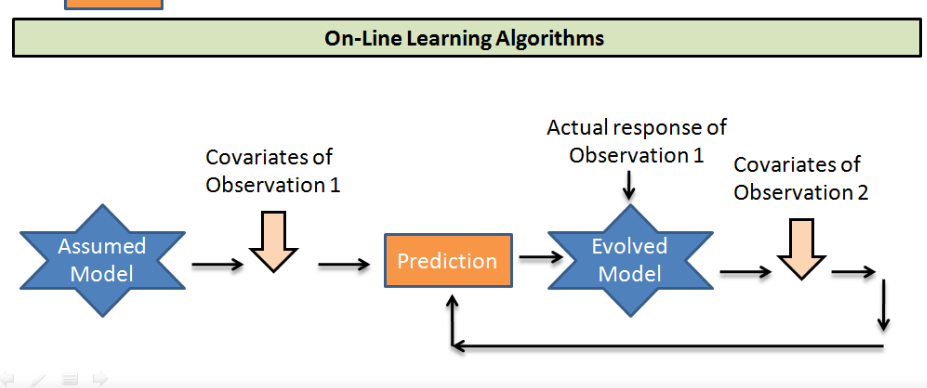 On-Line Learning Algorithms
Actual response of
Observation 1
Covariates of
Observation 1
Covariates of
Observation 2
Assumed
Model
Prediction
Evolved
Model